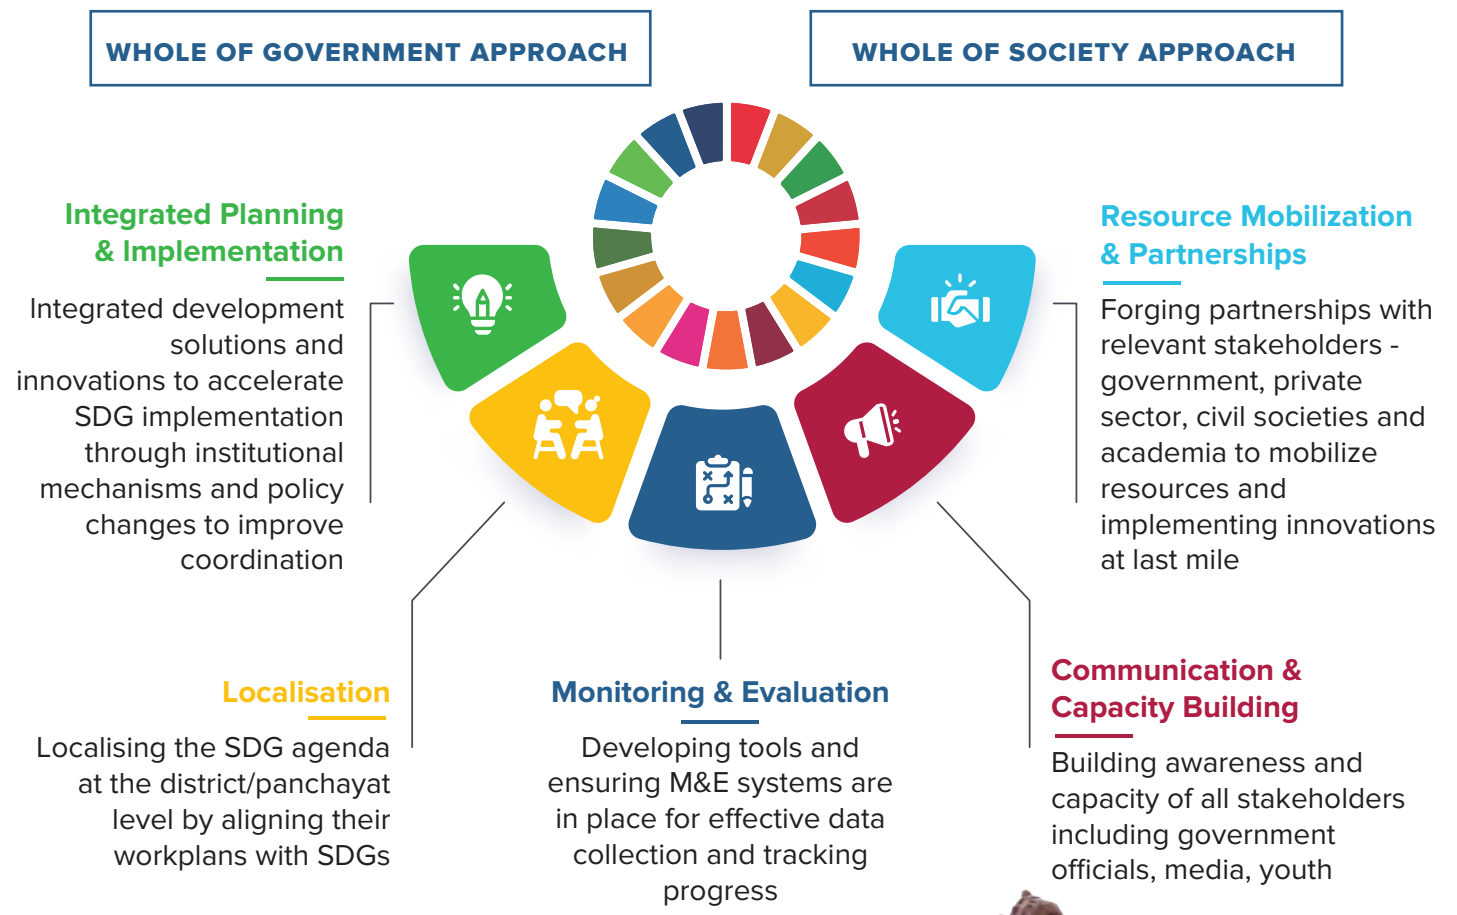 WHOLE OF GOVERNMENT APPROACH
WHOLE OF SOCIETY APPROACH
Integrated Planning
& Implementation
Integrated development
solutions and
innovations to accelerate
SDG implementation
through institutional
mechanisms and policy
changes to improve
coordination
Resource Mobilization
& Partnerships
Forging partnerships with
relevant stakeholders -
government, private
sector, civil societies and
academia to mobilize
resources and
implementing innovations
at last mile
Localisation
Localising the SDG agenda
at the district/panchayat
level by aligning their
workplans with SDGs
Monitoring & Evaluation
Developing tools and
ensuring M&E systems are
in place for effective data
collection and tracking
progress
Communication &
Capacity Building
Building awareness and
capacity of all stakeholders
including government
officials, media, youth